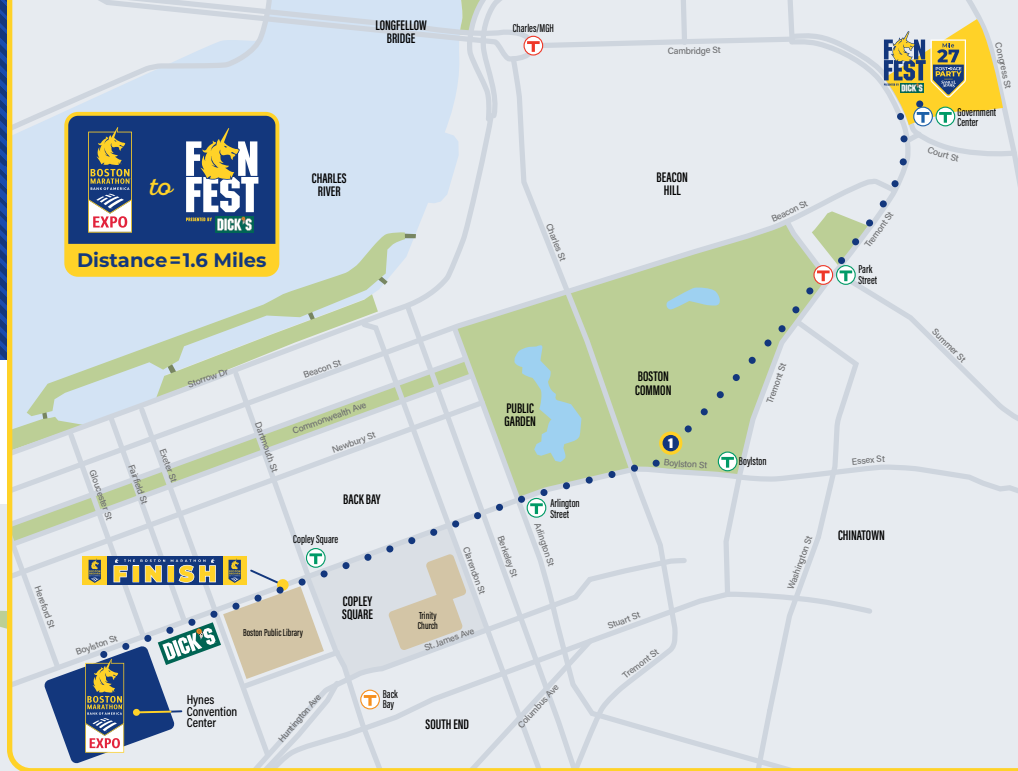 LONGFELLOW
BRIDGE
Charles/MGH
T
Cambridge St
Congress St
FAN
FEST
PRESENTED BY DICK'S
Mile
27
POST-RACE
PARTY
T T
Government
Center
Court St
BOSTON
MARATHON
BANK OF AMERICA
EXPO
to
FAN
FEST
PRESENTED BY DICK'S
Distance=1.6 Miles
CHARLES
RIVER
BEACON
HILL
Beacon St
Charles St
Tremont St
T T
Park
Street
Summer St
Storrow Dr
Beacon St
Commonwealth Ave
Newbury St
Dartmouth St
Exeter St
Fairfield St
Gloucester St
Hereford St
PUBLIC
GARDEN
BOSTON
COMMON
Tremont St
1
Boylston St
T Boylston
Essex St
BACK BAY
T
Arlington
Street
Arlington St
Berkeley St
Clarendon St
CHINATOWN
Washington St
Copley Square
T
THE BOSTON MARATHON
FINISH
COPLEY
SQUARE
Trinity
Church
Boston Public Library
St. James Ave
Stuart St
Tremont St
Columbus Ave
Huntington Ave
Boylston St
DICK'S
BOSTON
MARATHON
BANK OF AMERICA
EXPO
Hynes
Convention
Center
T
Back
Bay
SOUTH END